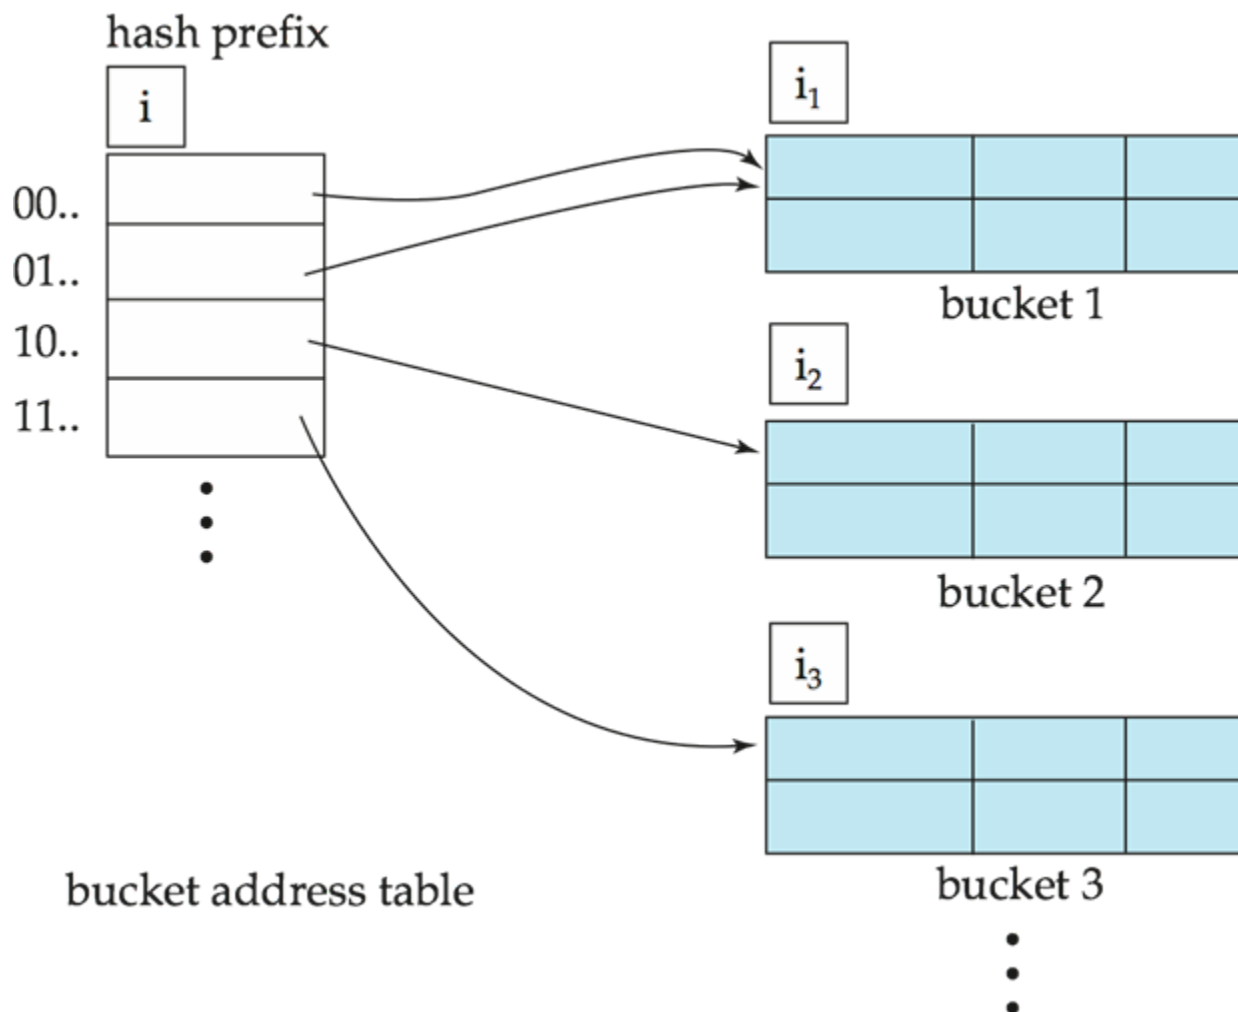 hash prefix
i
00..
01..
10..
11..
bucket address table
i₁
bucket 1
i₂
bucket 2
i₃
bucket 3